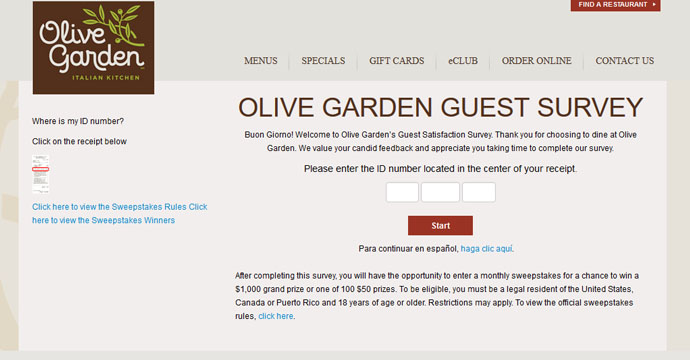 FIND A RESTAURANT
Olive
Garden
ITALIAN KITCHEN
MENUS SPECIALS GIFT CARDS eCLUB ORDER ONLINE CONTACT US
Where is my ID number?
Click on the receipt below
Click here to view the Sweepstakes Rules Click
here to view the Sweepstakes Winners
OLIVE GARDEN GUEST SURVEY
Buon Giorno! Welcome to Olive Garden's Guest Satisfaction Survey. Thank you for choosing to dine at Olive
Garden. We value your candid feedback and appreciate you taking time to complete our survey.
Please enter the ID number located in the center of your receipt.
Start
Para continuar en español, haga clic aquí.
After completing this survey, you will have the opportunity to enter a monthly sweepstakes for a chance to win a
$1,000 grand prize or one of 100 $50 prizes. To be eligible, you must be a legal resident of the United States,
Canada or Puerto Rico and 18 years of age or older. Restrictions may apply. To view the official sweepstakes
rules, click here.